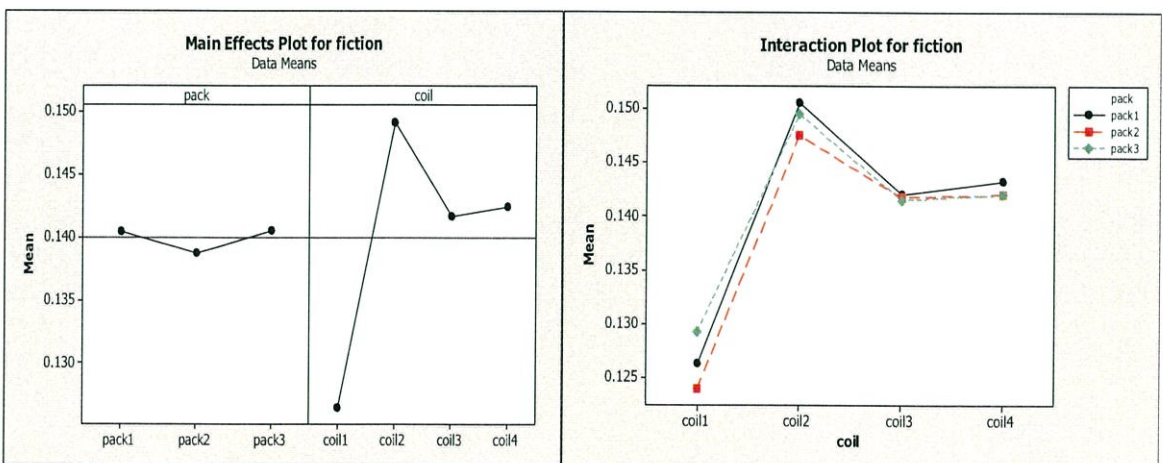 Main Effects Plot for fiction
Data Means
pack
coil
0.150
0.145
0.140
0.135
0.130
Mean
pack1 pack2 pack3
coil1 coil2 coil3 coil4
Interaction Plot for fiction
Data Means
0.150
0.145
0.140
0.135
0.130
0.125
Mean
coil1 coil2 coil3 coil4
coil
pack
pack1
pack2
pack3